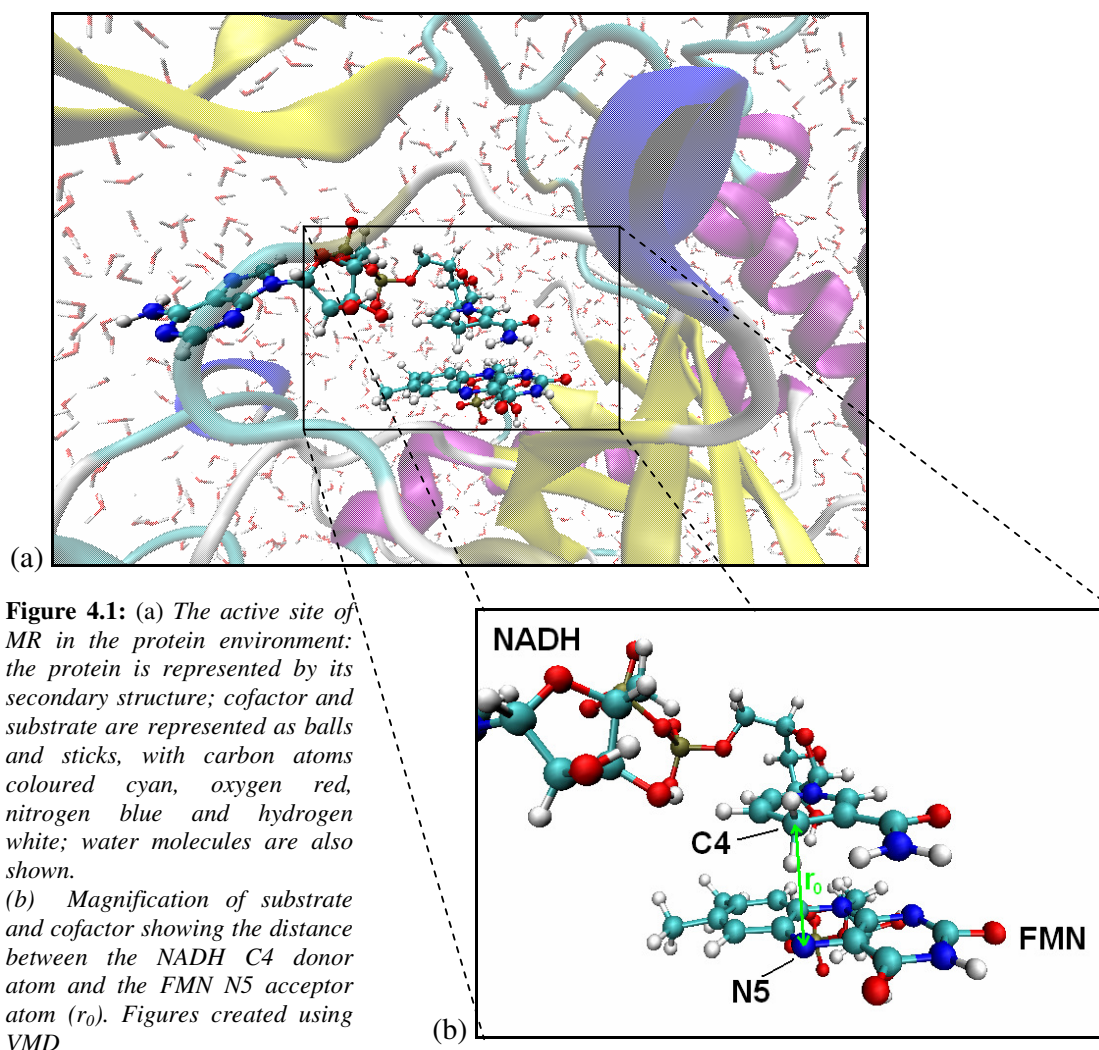 (a)
Figure 4.1: (a) The active site of
MR in the protein environment:
the protein is represented by its
secondary structure; cofactor and
substrate are represented as balls
and sticks, with carbon atoms
coloured cyan, oxygen red,
nitrogen blue and hydrogen
white; water molecules are also
shown.
(b) Magnification of substrate
and cofactor showing the distance
between the NADH C4 donor
atom and the FMN N5 acceptor
atom (r₀). Figures created using
VMD
NADH
C4
r₀
FMN
N5
(b)